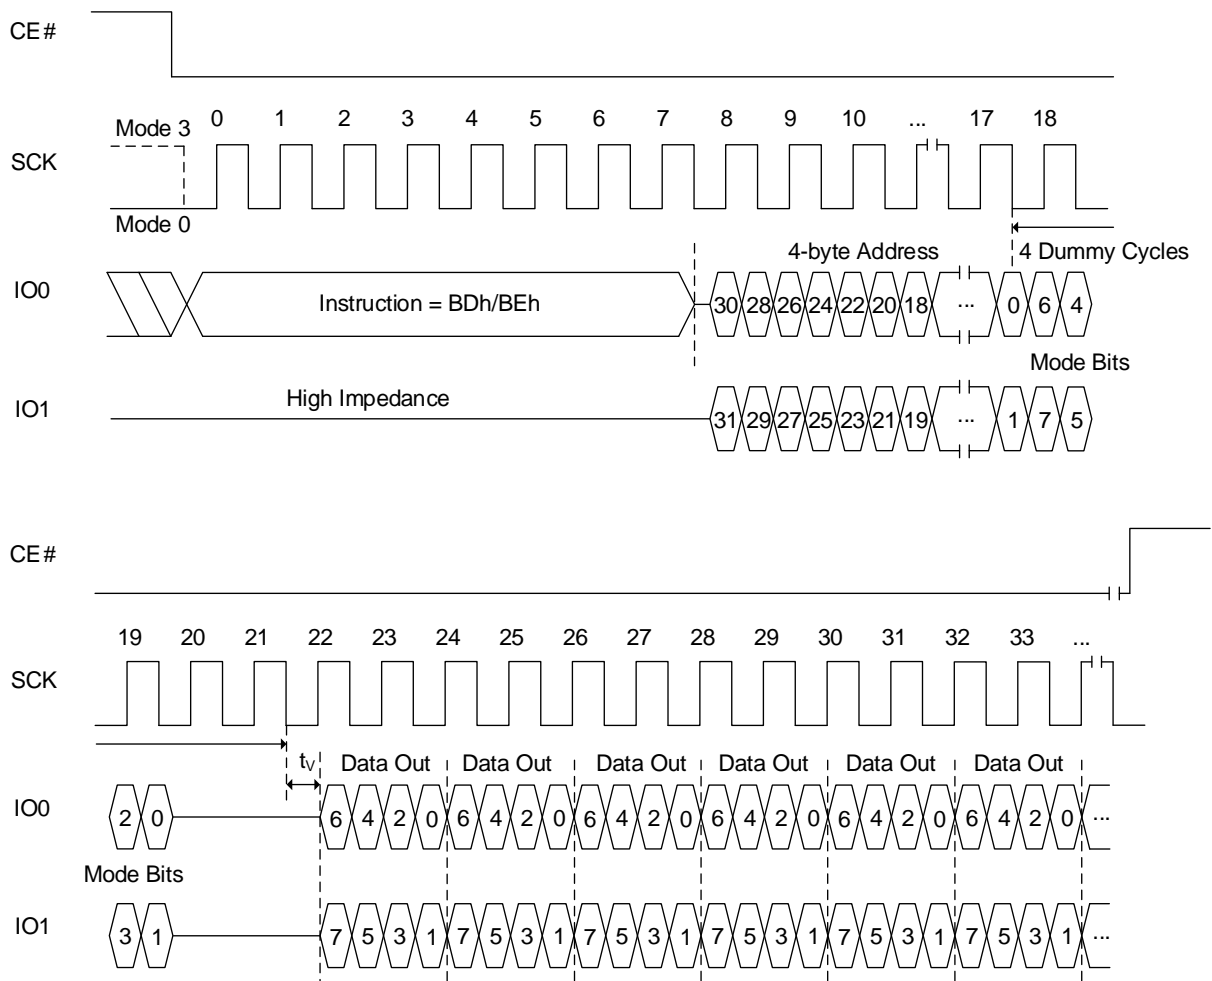 CE#
0 1 2 3 4 5 6 7 8 9 10 ... 17 18
Mode 3
SCK
Mode 0
4-byte Address 4 Dummy Cycles
IO0 Instruction = BDh/BEh 30 28 26 24 22 20 18 ... 0 6 4
Mode Bits
High Impedance
IO1 31 29 27 25 23 21 19 ... 1 7 5
CE#
19 20 21 22 23 24 25 26 27 28 29 30 31 32 33 ...
SCK
tV Data Out Data Out Data Out Data Out Data Out Data Out
IO0 2 0 6 4 2 0 6 4 2 0 6 4 2 0 6 4 2 0 6 4 2 0 6 4 2 0 ...
Mode Bits
IO1 3 1 7 5 3 1 7 5 3 1 7 5 3 1 7 5 3 1 7 5 3 1 7 5 3 1 ...